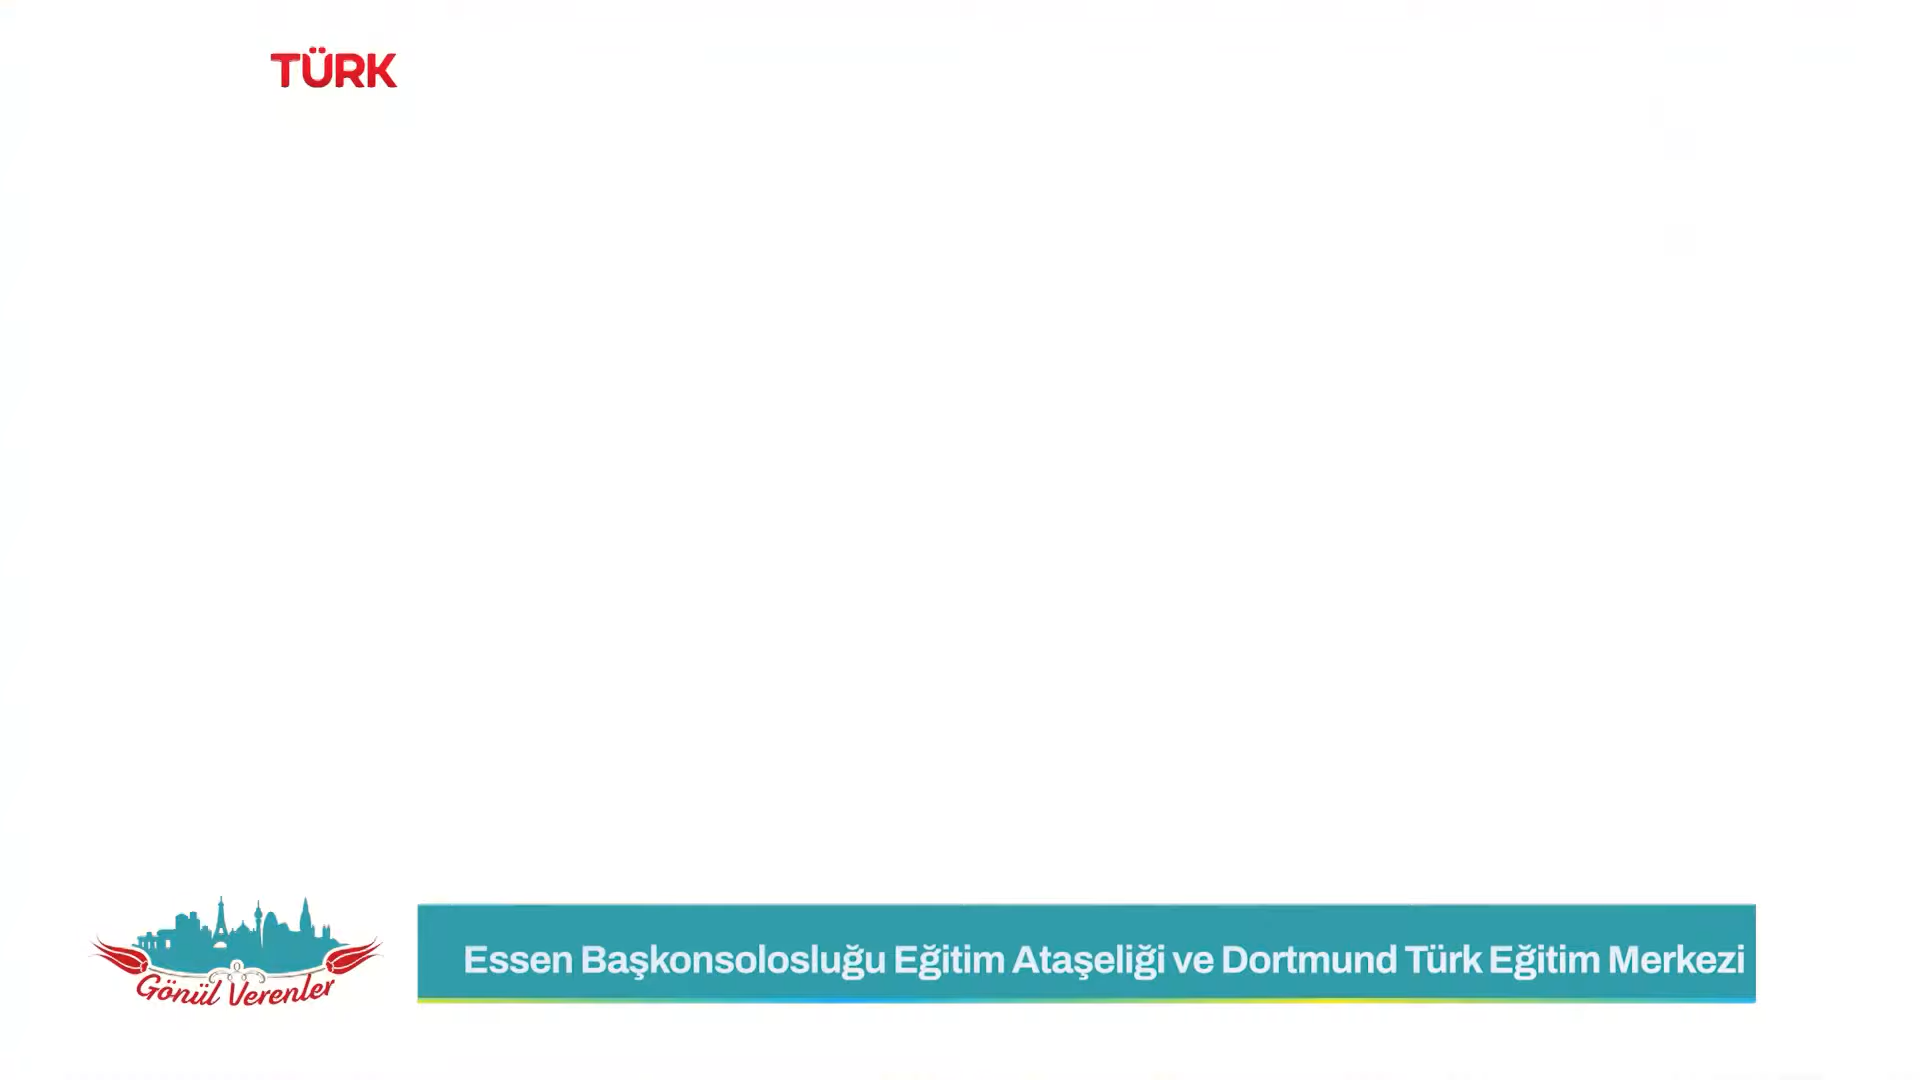 TÜRK
Gönül Verenler
Essen Başkonsolosluğu Eğitim Ataşeliği ve Dortmund Türk Eğitim Merkezi